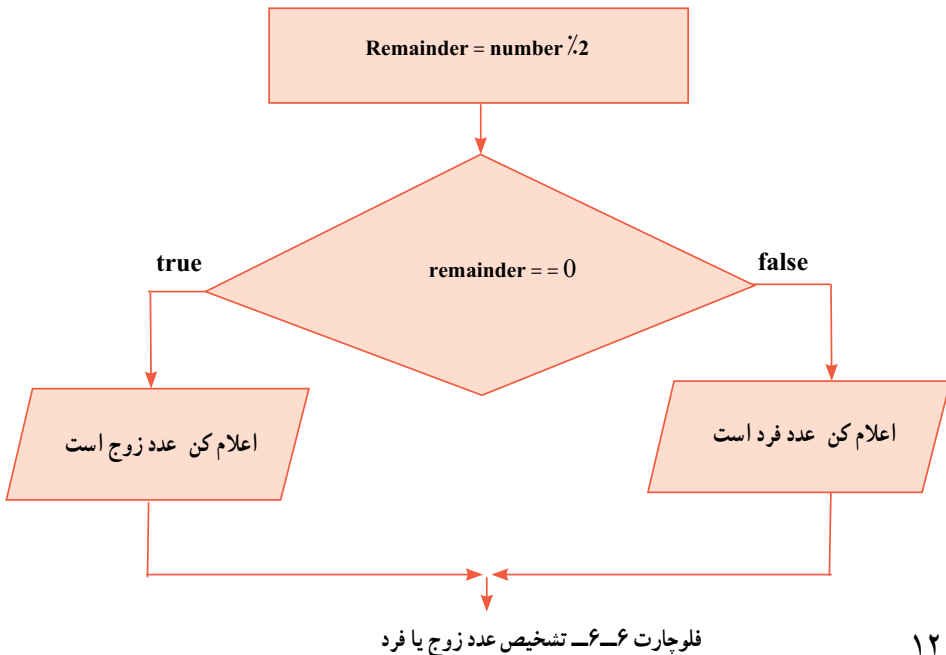 Remainder = number ٪2
remainder = = 0
true
false
اعلام کن عدد زوج است
اعلام کن عدد فرد است
فلوچارت ۶ــ۶ــ تشخیص عدد زوج یا فرد
۱۲